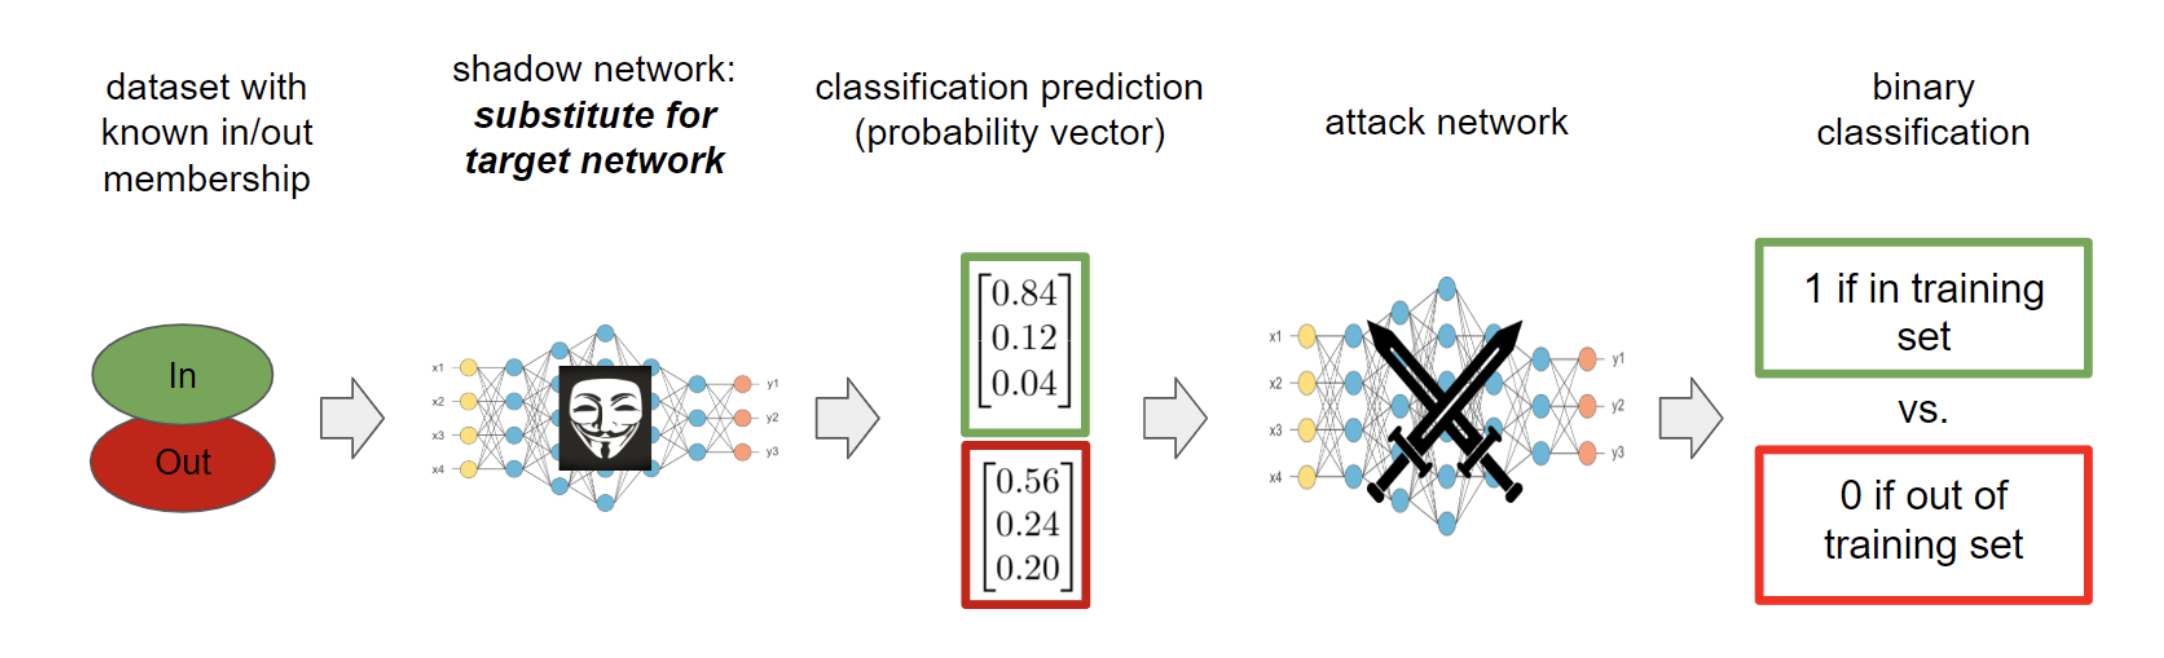 dataset with
known in/out
membership
shadow network:
substitute for
target network
classification prediction
(probability vector)
attack network
binary
classification
In
Out
x1
x2
x3
x4
y1
y2
y3
0.84
0.12
0.04
0.56
0.24
0.20
x1
x2
x3
x4
y1
y2
y3
1 if in training
set
vs.
0 if out of
training set